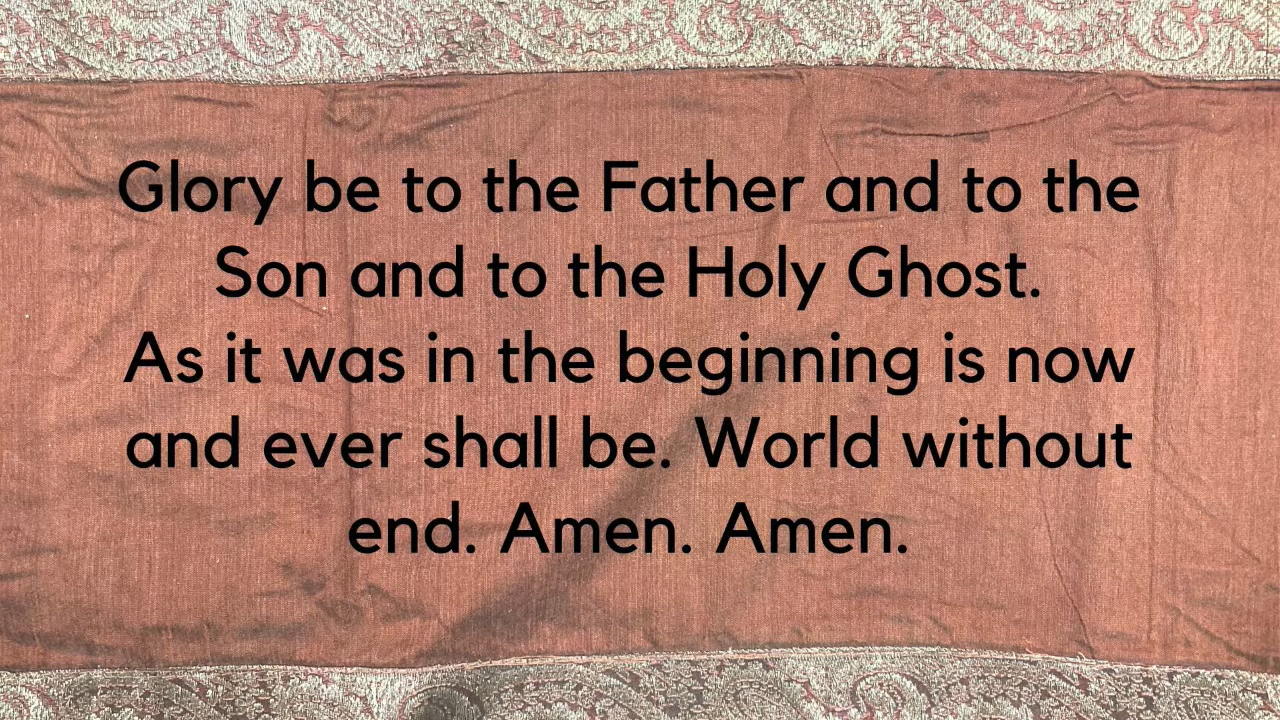 Glory be to the Father and to the
Son and to the Holy Ghost.
As it was in the beginning is now
and ever shall be. World without
end. Amen. Amen.